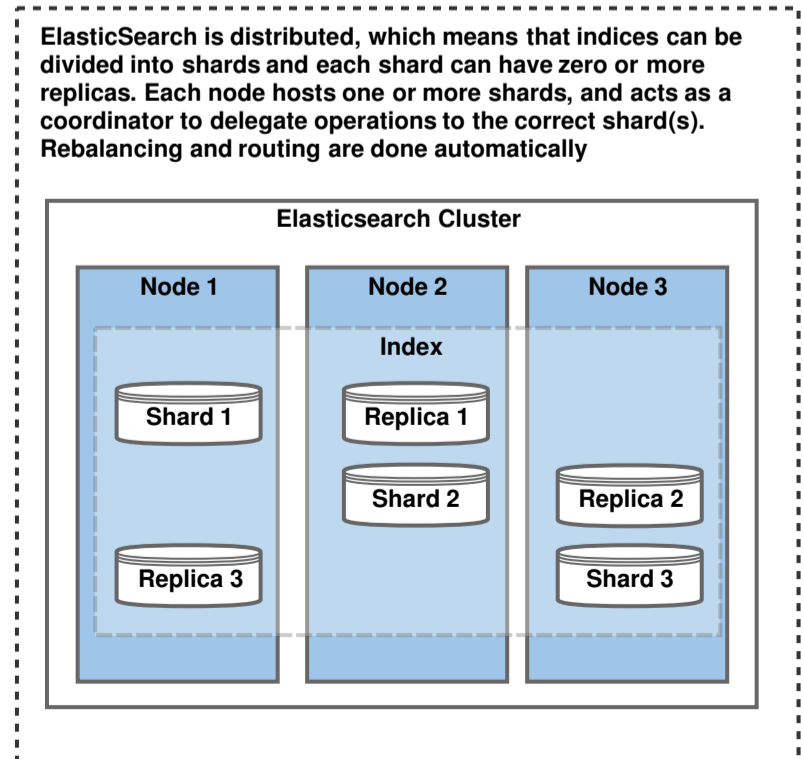 ElasticSearch is distributed, which means that indices can be
divided into shards and each shard can have zero or more
replicas. Each node hosts one or more shards, and acts as a
coordinator to delegate operations to the correct shard(s).
Rebalancing and routing are done automatically
Elasticsearch Cluster
Node 1
Node 2
Node 3
Index
Shard 1
Replica 1
Shard 2
Replica 2
Replica 3
Shard 3